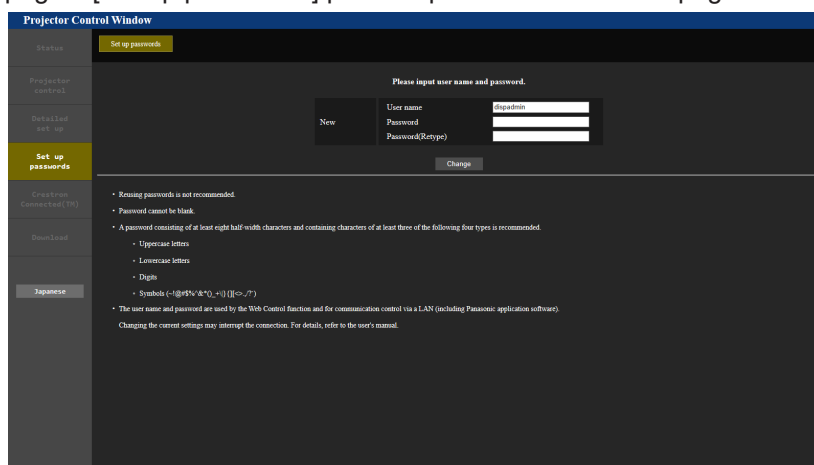 Projector Control Window
Status
Set up passwords
Projector
control
Please input user name and password.
Detailed
set up
New
User name
dispadmin
Password
Password(Retype)
Set up
passwords
Change
Crestron
Connected(TM)
Download
Japanese
• Reusing passwords is not recommended.
• Password cannot be blank.
• A password consisting of at least eight half-width characters and containing characters of at least three of the following four types is recommended.
• Uppercase letters
• Lowercase letters
• Digits
• Symbols
• The user name and password are used by the Web Control function and for communication control via a LAN (including Panasonic application software).
Changing the current settings may interrupt the connection. For details, refer to the user's manual.